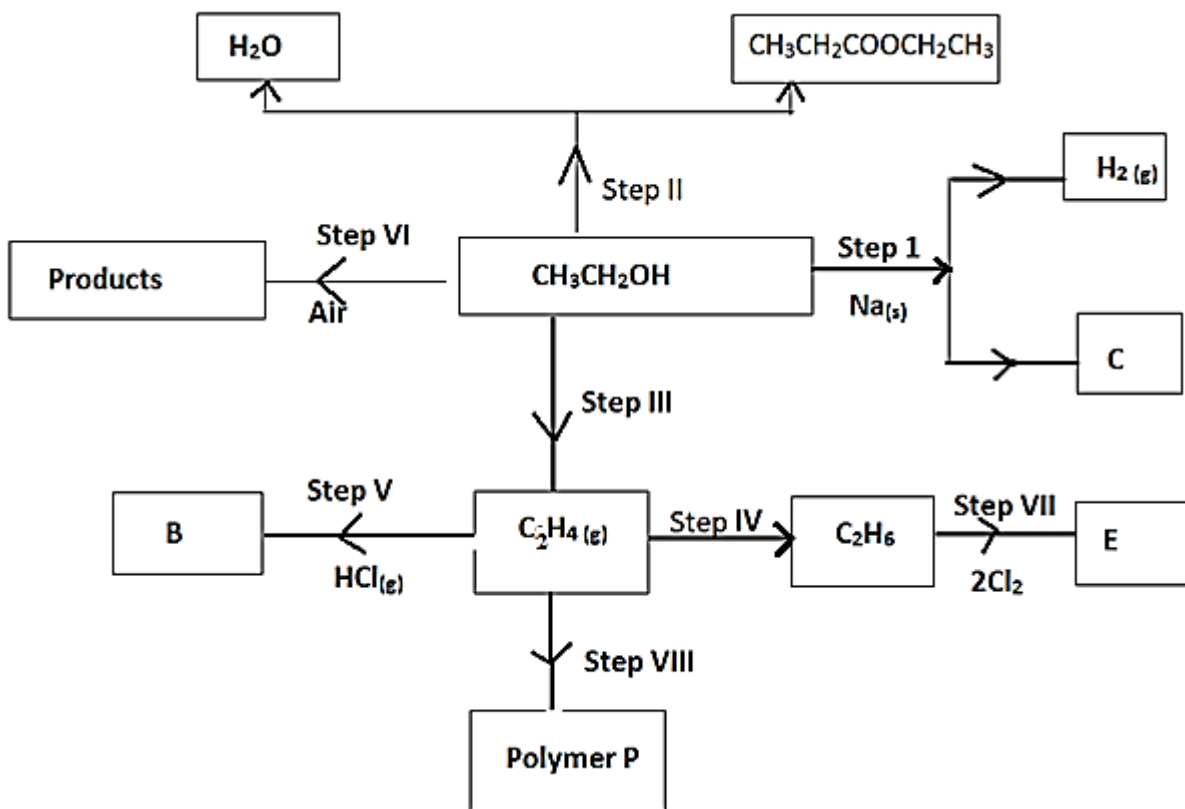 H₂O
CH3CH2COOCH2CH3
H₂ (g)
Step II
Step VI
Step 1
Products
CH₃CH₂OH
Air
Na(s)
C
Step III
Step V
Step IV
Step VII
B
C₂H₄ (g)
C₂H₆
E
HCl(g)
2Cl₂
Step VIII
Polymer P